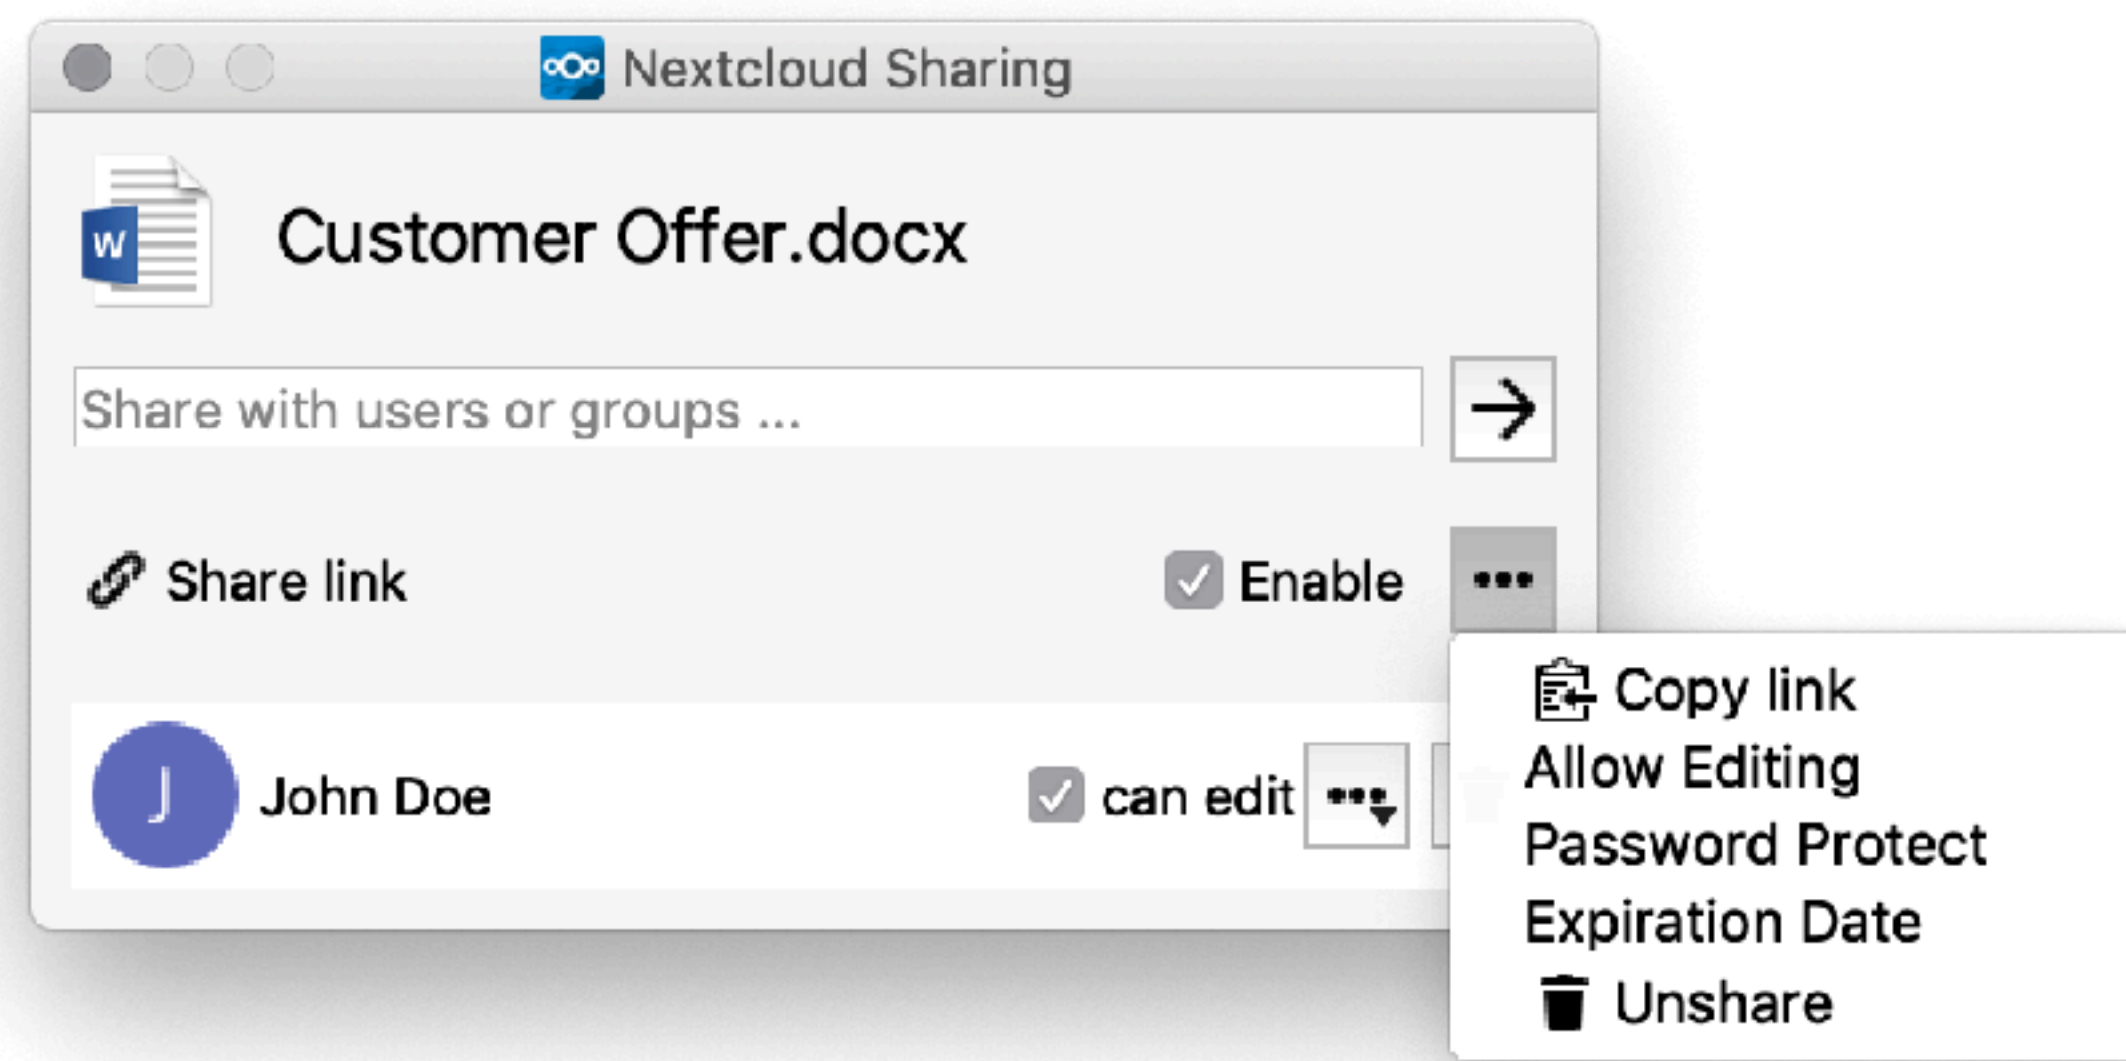 Nextcloud Sharing
W
Customer Offer.docx
Share with users or groups ...
Share link
Enable
J
John Doe
can edit
Copy link
Allow Editing
Password Protect
Expiration Date
Unshare